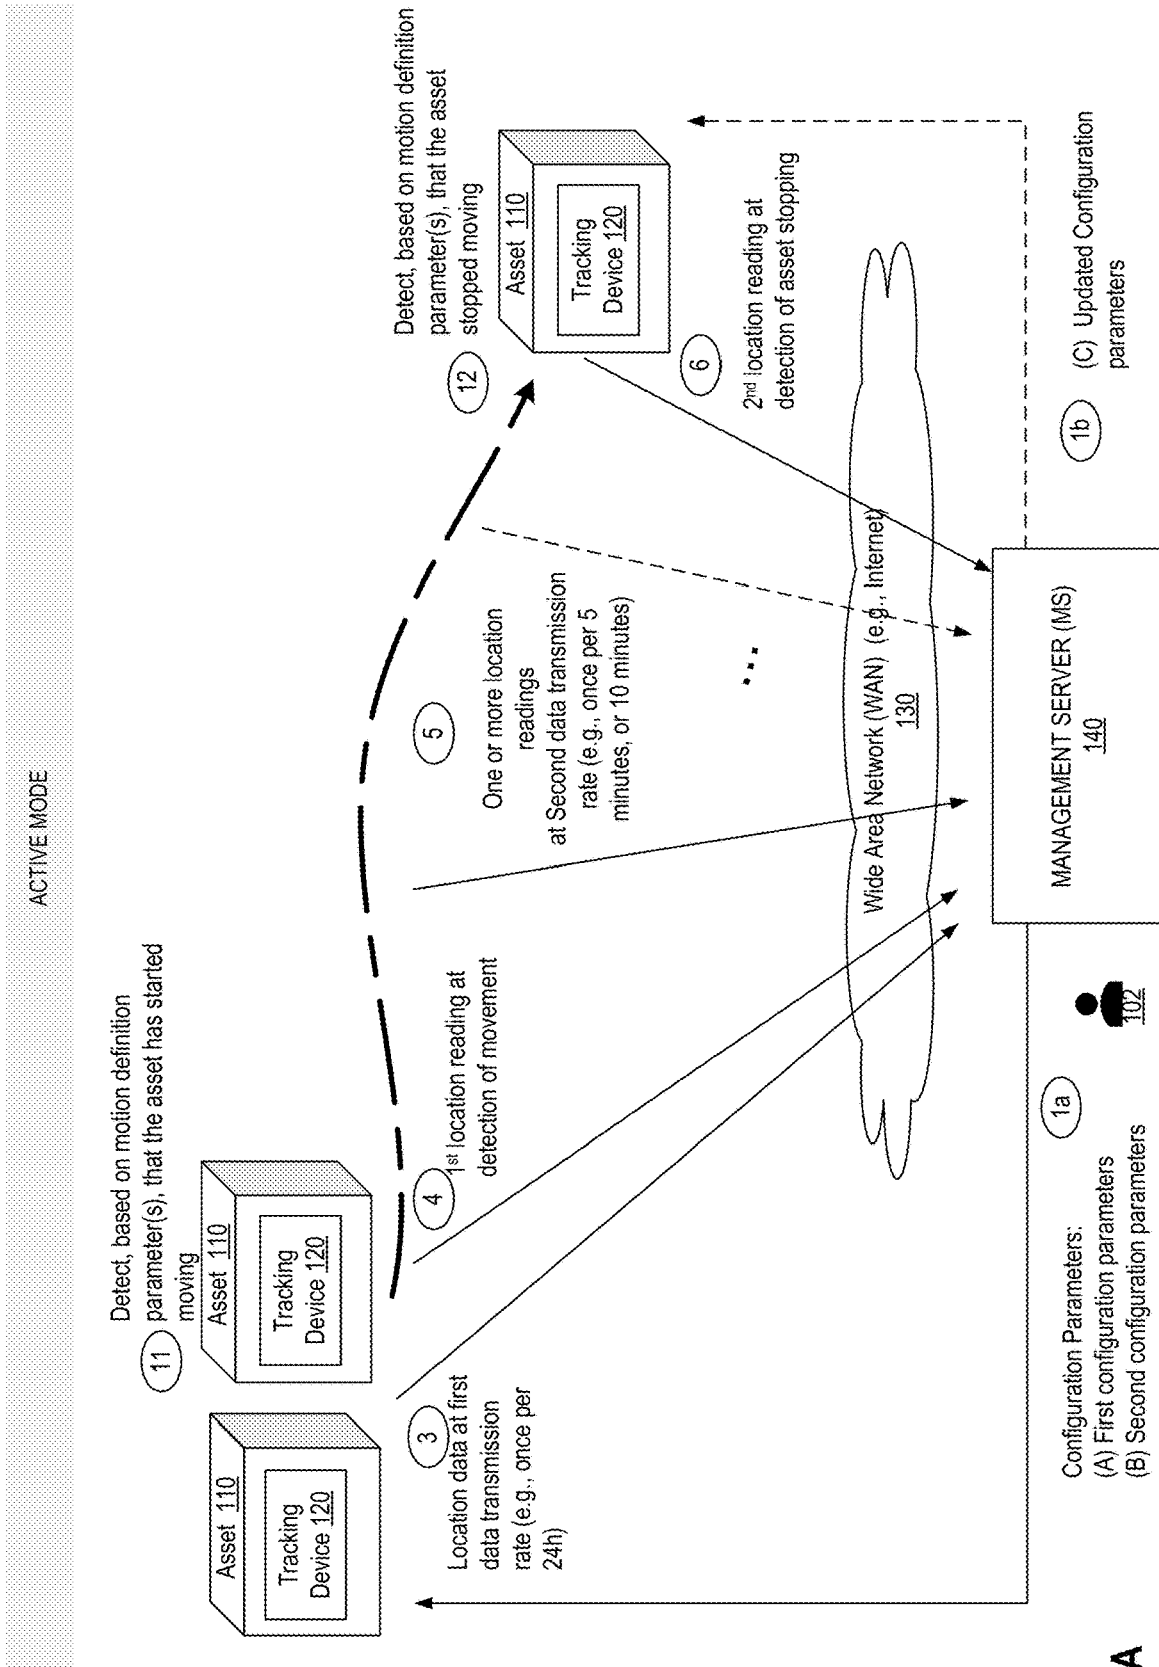 ACTIVE MODE
Detect, based on motion definition
parameter(s), that the asset has started
moving
11
Asset 110
Tracking
Device 120
Asset 110
Tracking
Device 120
3
Location data at first
data transmission
rate (e.g., once per
24h)
4
1st location reading at
detection of movement
5
One or more location
readings
at Second data transmission
rate (e.g., once per 5
minutes, or 10 minutes)
...
Detect, based on motion definition
parameter(s), that the asset
stopped moving
12
Asset 110
Tracking
Device 120
6
2nd location reading at
detection of asset stopping
Wide Area Network (WAN) (e.g., Internet)
130
MANAGEMENT SERVER (MS)
140
102
1a
Configuration Parameters:
(A) First configuration parameters
(B) Second configuration parameters
1b
(C) Updated Configuration
parameters
A